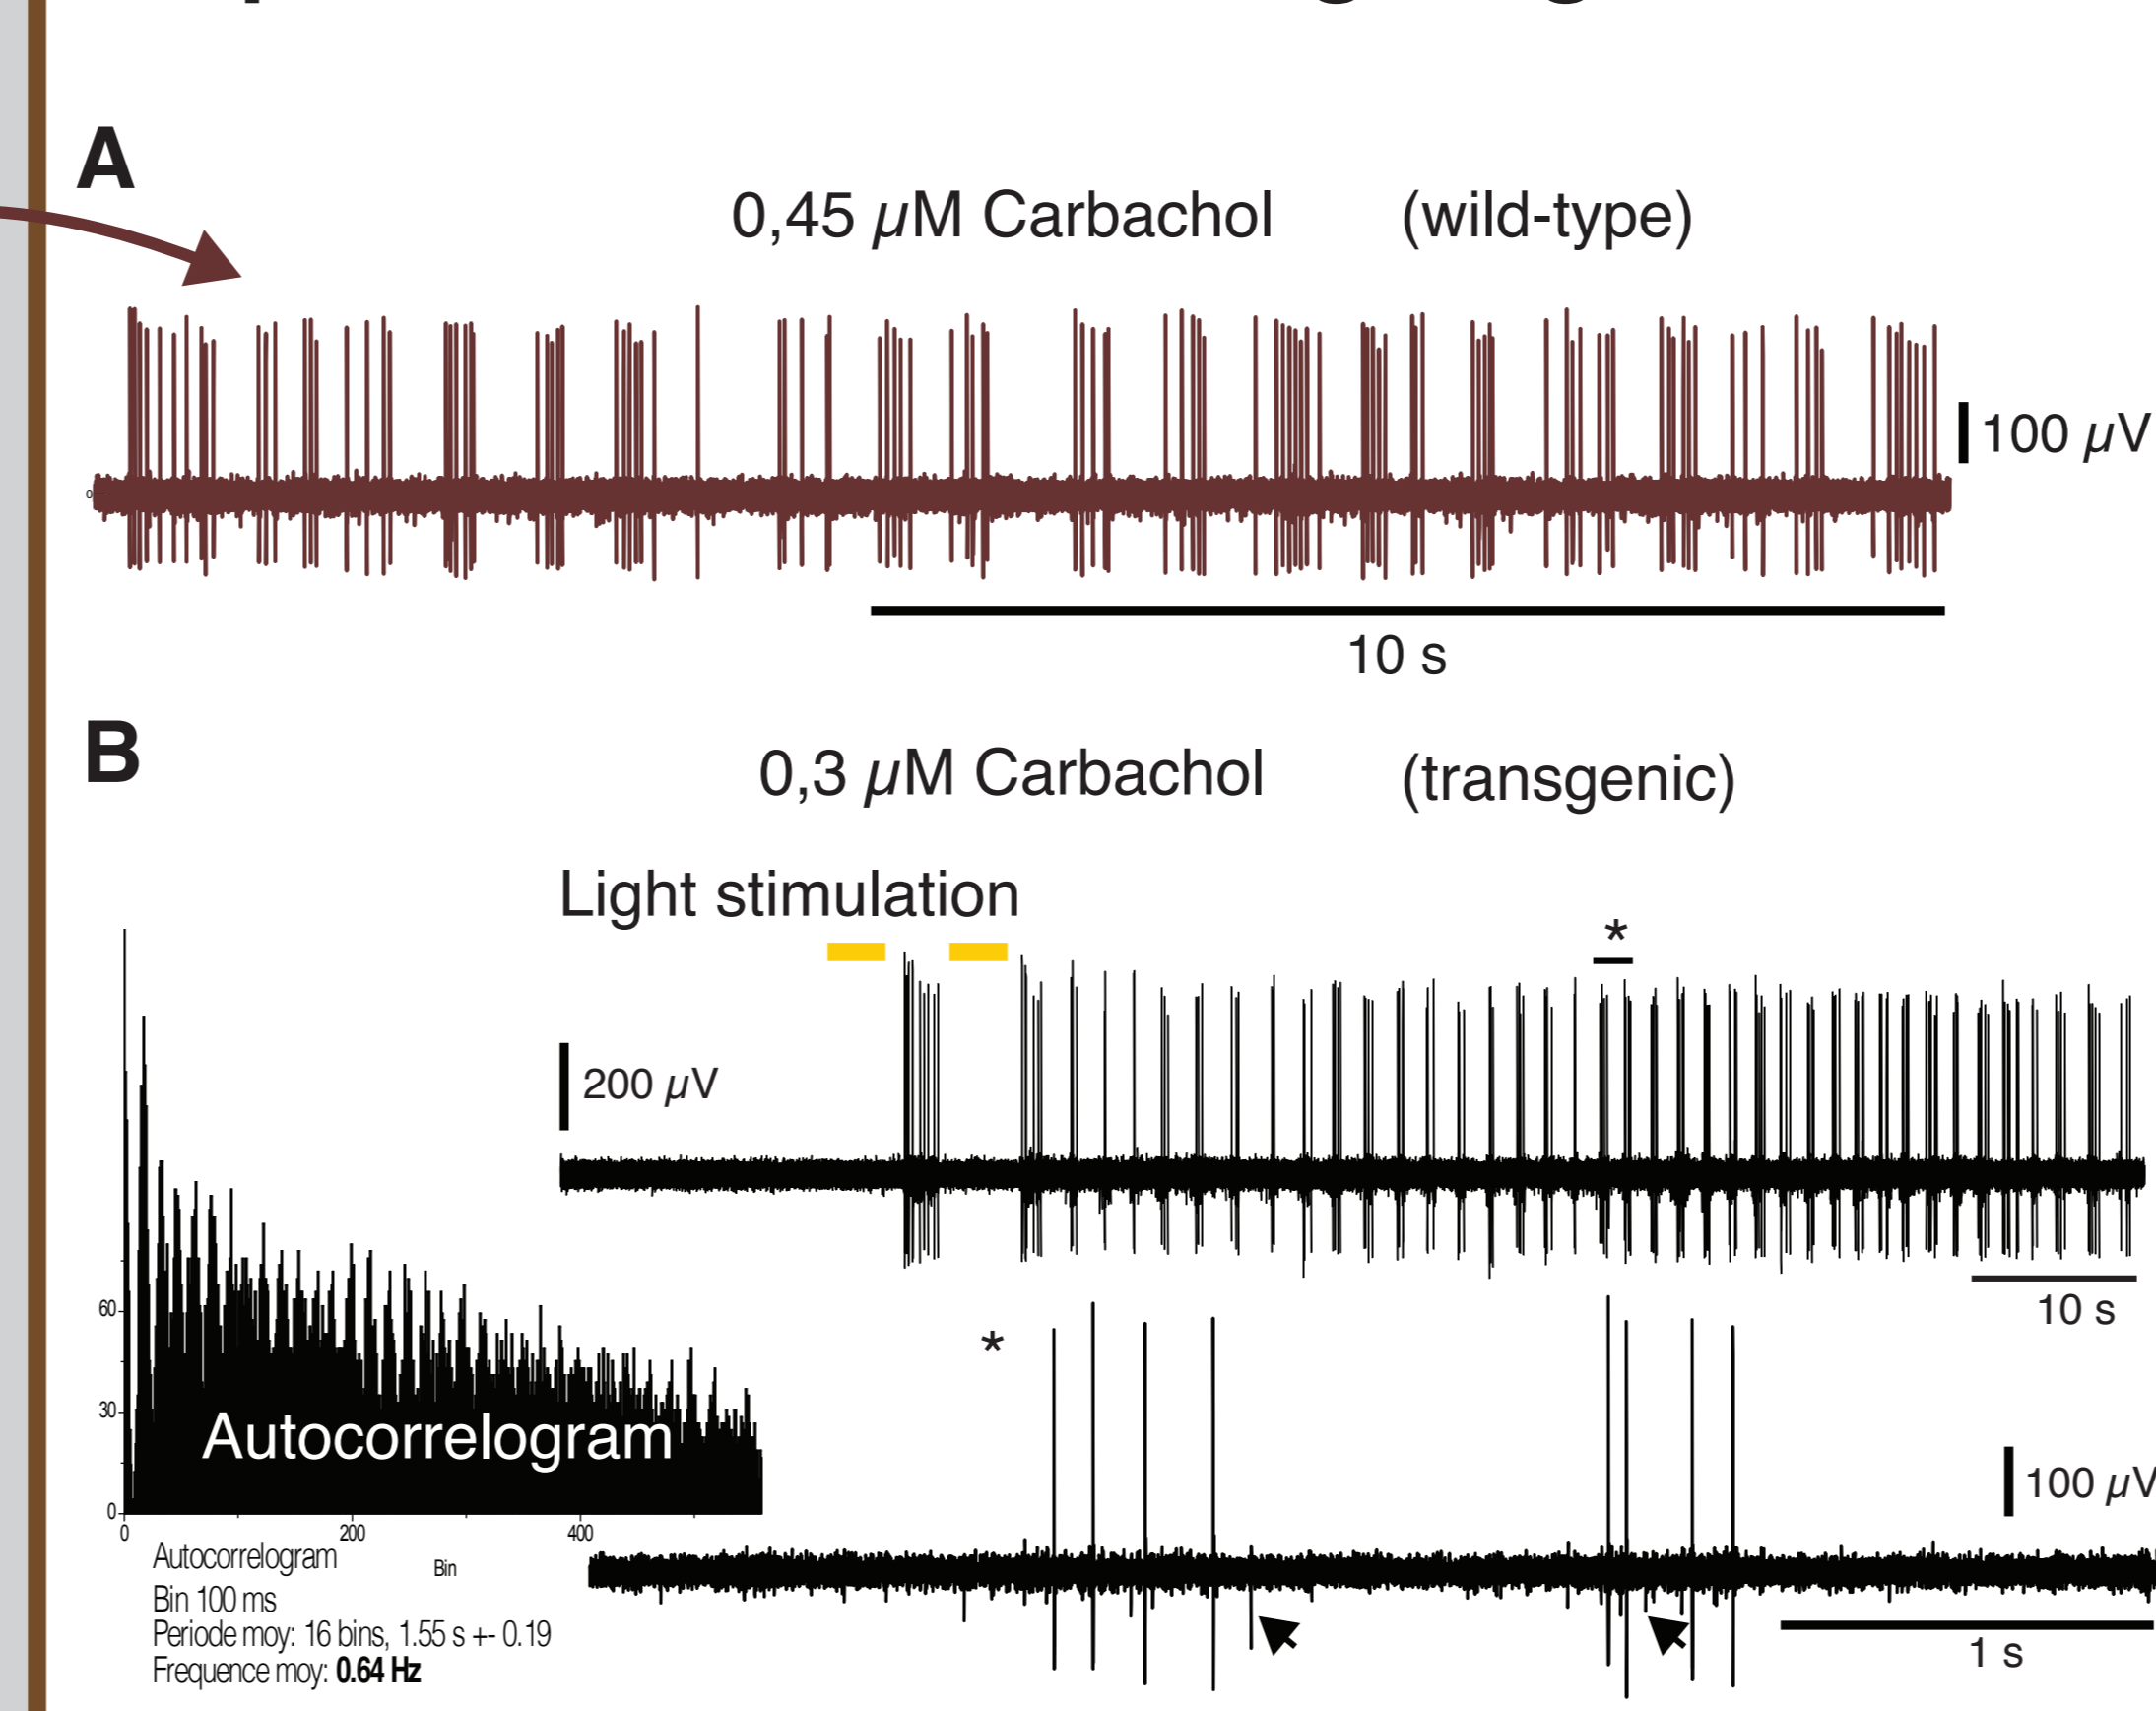 A
0,45 µM Carbachol (wild-type)
0
100 µV
10 s
B
0,3 µM Carbachol (transgenic)
Light stimulation
*
200 µV
10 s
*
60
30
0
Autocorrelogram
100 µV
0 200 400
Autocorrelogram
Bin
Bin 100 ms
Periode moy: 16 bins, 1.55 s +- 0.19
Frequence moy: 0.64 Hz
1 s